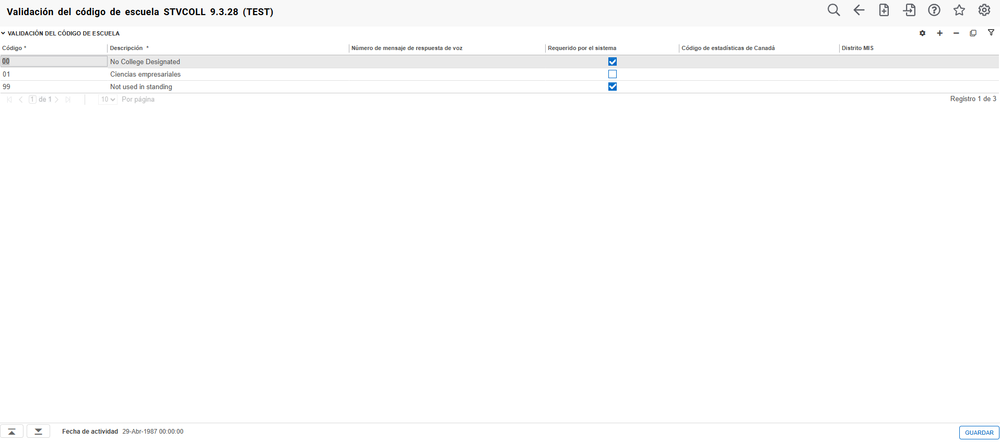 Validación del código de escuela STVCOLL 9.3.28 (TEST)
VALIDACIÓN DEL CÓDIGO DE ESCUELA
Código * Descripción * Número de mensaje de respuesta de voz Requerido por el sistema Código de estadísticas de Canadá Distrito MIS
00 No College Designated
01 Ciencias empresariales
99 Not used in standing
1 de 1 10 Por página Registro 1 de 3
Fecha de actividad 29-Abr-1987 00:00:00 GUARDAR